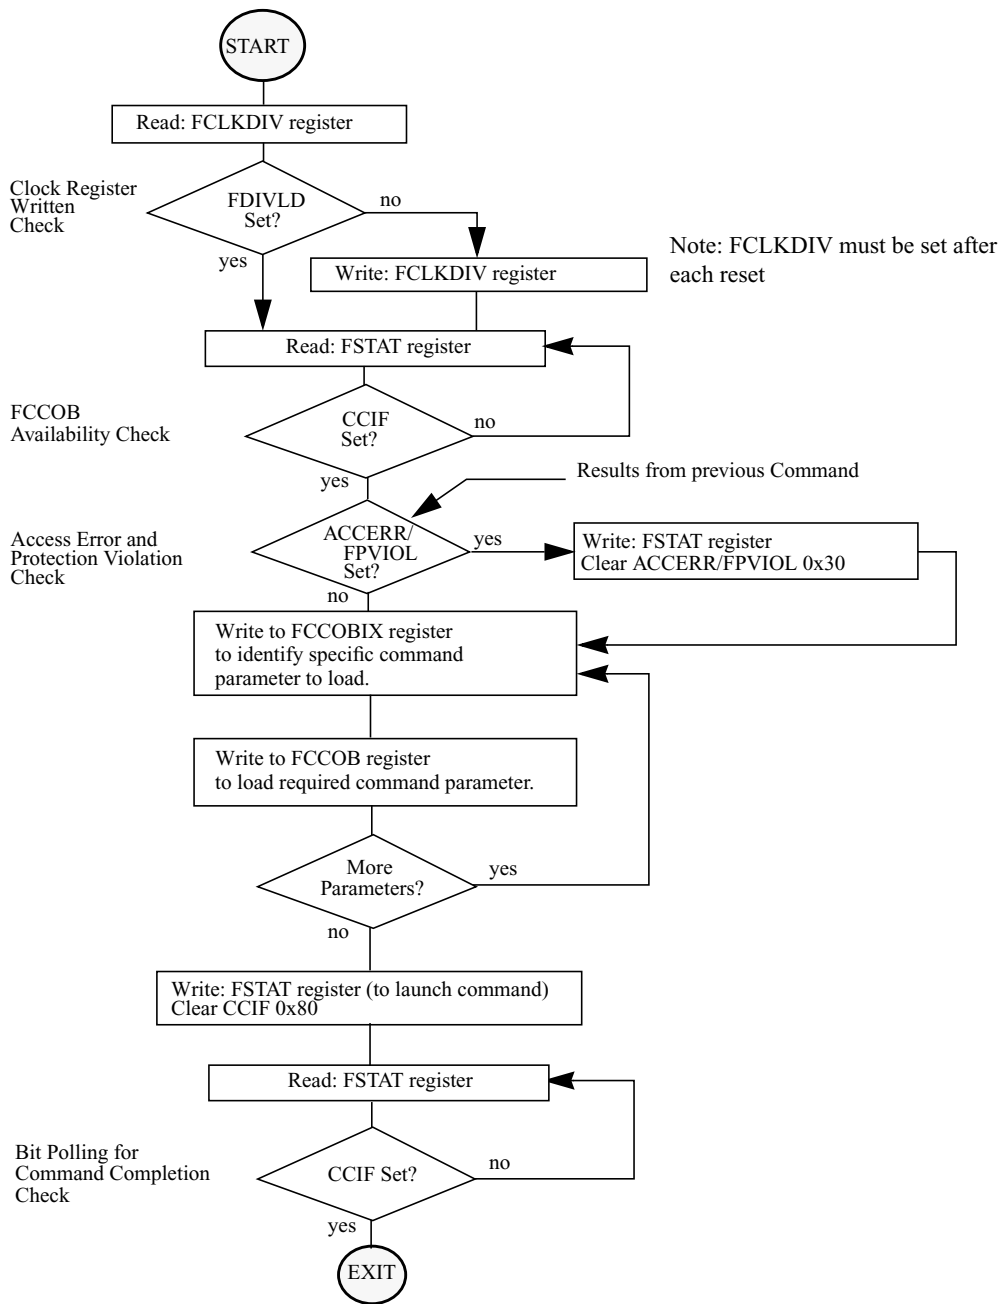 START
Read: FCLKDIV register
Clock Register
Written
Check
FDIVLD
Set?
no
yes
Note: FCLKDIV must be set after
each reset
Write: FCLKDIV register
Read: FSTAT register
FCCOB
Availability Check
CCIF
Set?
no
yes
Results from previous Command
Access Error and
Protection Violation
Check
ACCERR/
FPVIOL
Set?
yes
no
Write: FSTAT register
Clear ACCERR/FPVIOL 0x30
Write to FCCOBIX register
to identify specific command
parameter to load.
Write to FCCOB register
to load required command parameter.
More
Parameters?
yes
no
Write: FSTAT register (to launch command)
Clear CCIF 0x80
Read: FSTAT register
Bit Polling for
Command Completion
Check
CCIF Set?
no
yes
EXIT